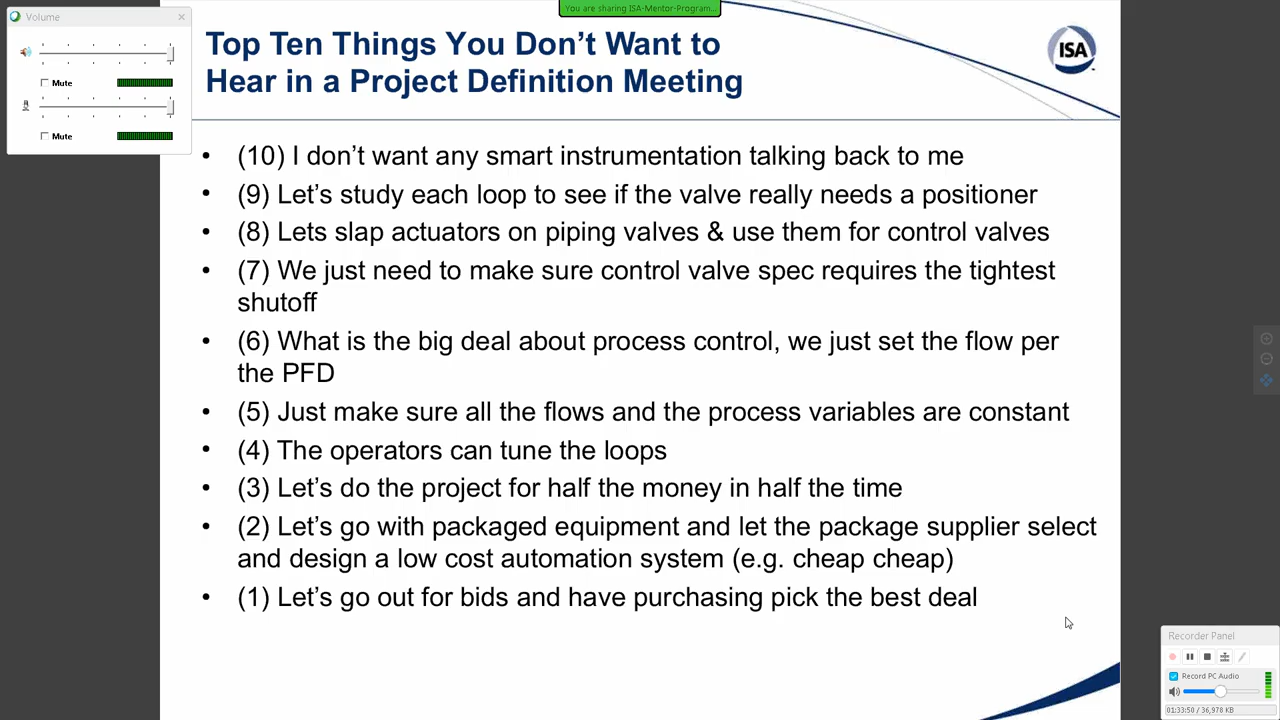 You are sharing ISA-Mentor-Program...
Volume
Mute
Mute
Top Ten Things You Don't Want to
Hear in a Project Definition Meeting
ISA
• (10) I don't want any smart instrumentation talking back to me
• (9) Let's study each loop to see if the valve really needs a positioner
• (8) Lets slap actuators on piping valves & use them for control valves
• (7) We just need to make sure control valve spec requires the tightest
shutoff
• (6) What is the big deal about process control, we just set the flow per
the PFD
• (5) Just make sure all the flows and the process variables are constant
• (4) The operators can tune the loops
• (3) Let's do the project for half the money in half the time
• (2) Let's go with packaged equipment and let the package supplier select
and design a low cost automation system (e.g. cheap cheap)
• (1) Let's go out for bids and have purchasing pick the best deal
Recorder Panel
Record PC Audio
01:33:50 / 36,978 KB